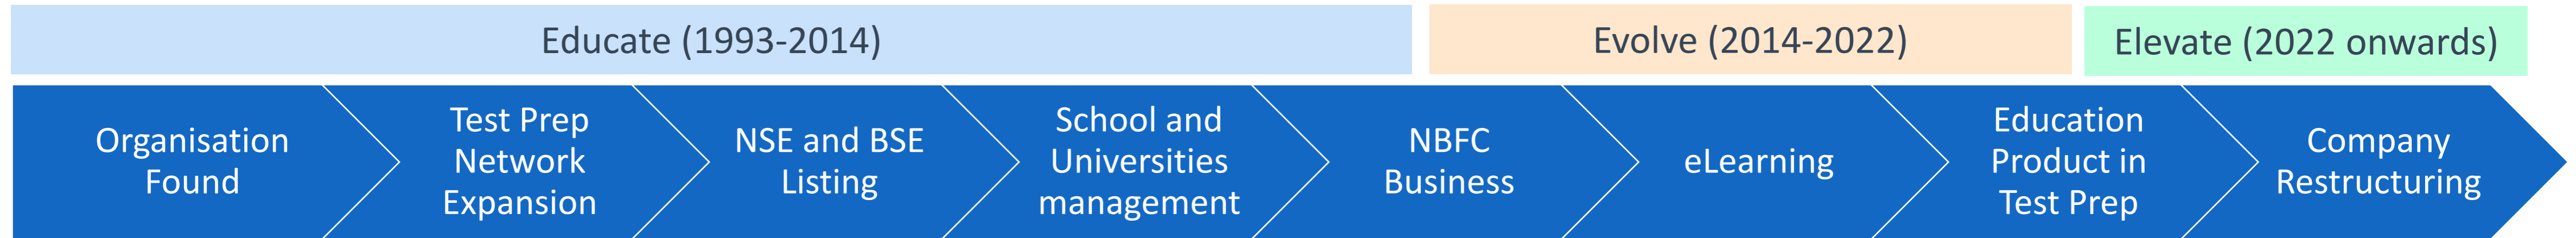 Educate (1993-2014)
Evolve (2014-2022)
Elevate (2022 onwards)
Organisation
Found
Test Prep
Network
Expansion
NSE and BSE
Listing
School and
Universities
management
NBFC
Business
eLearning
Education
Product in
Test Prep
Company
Restructuring